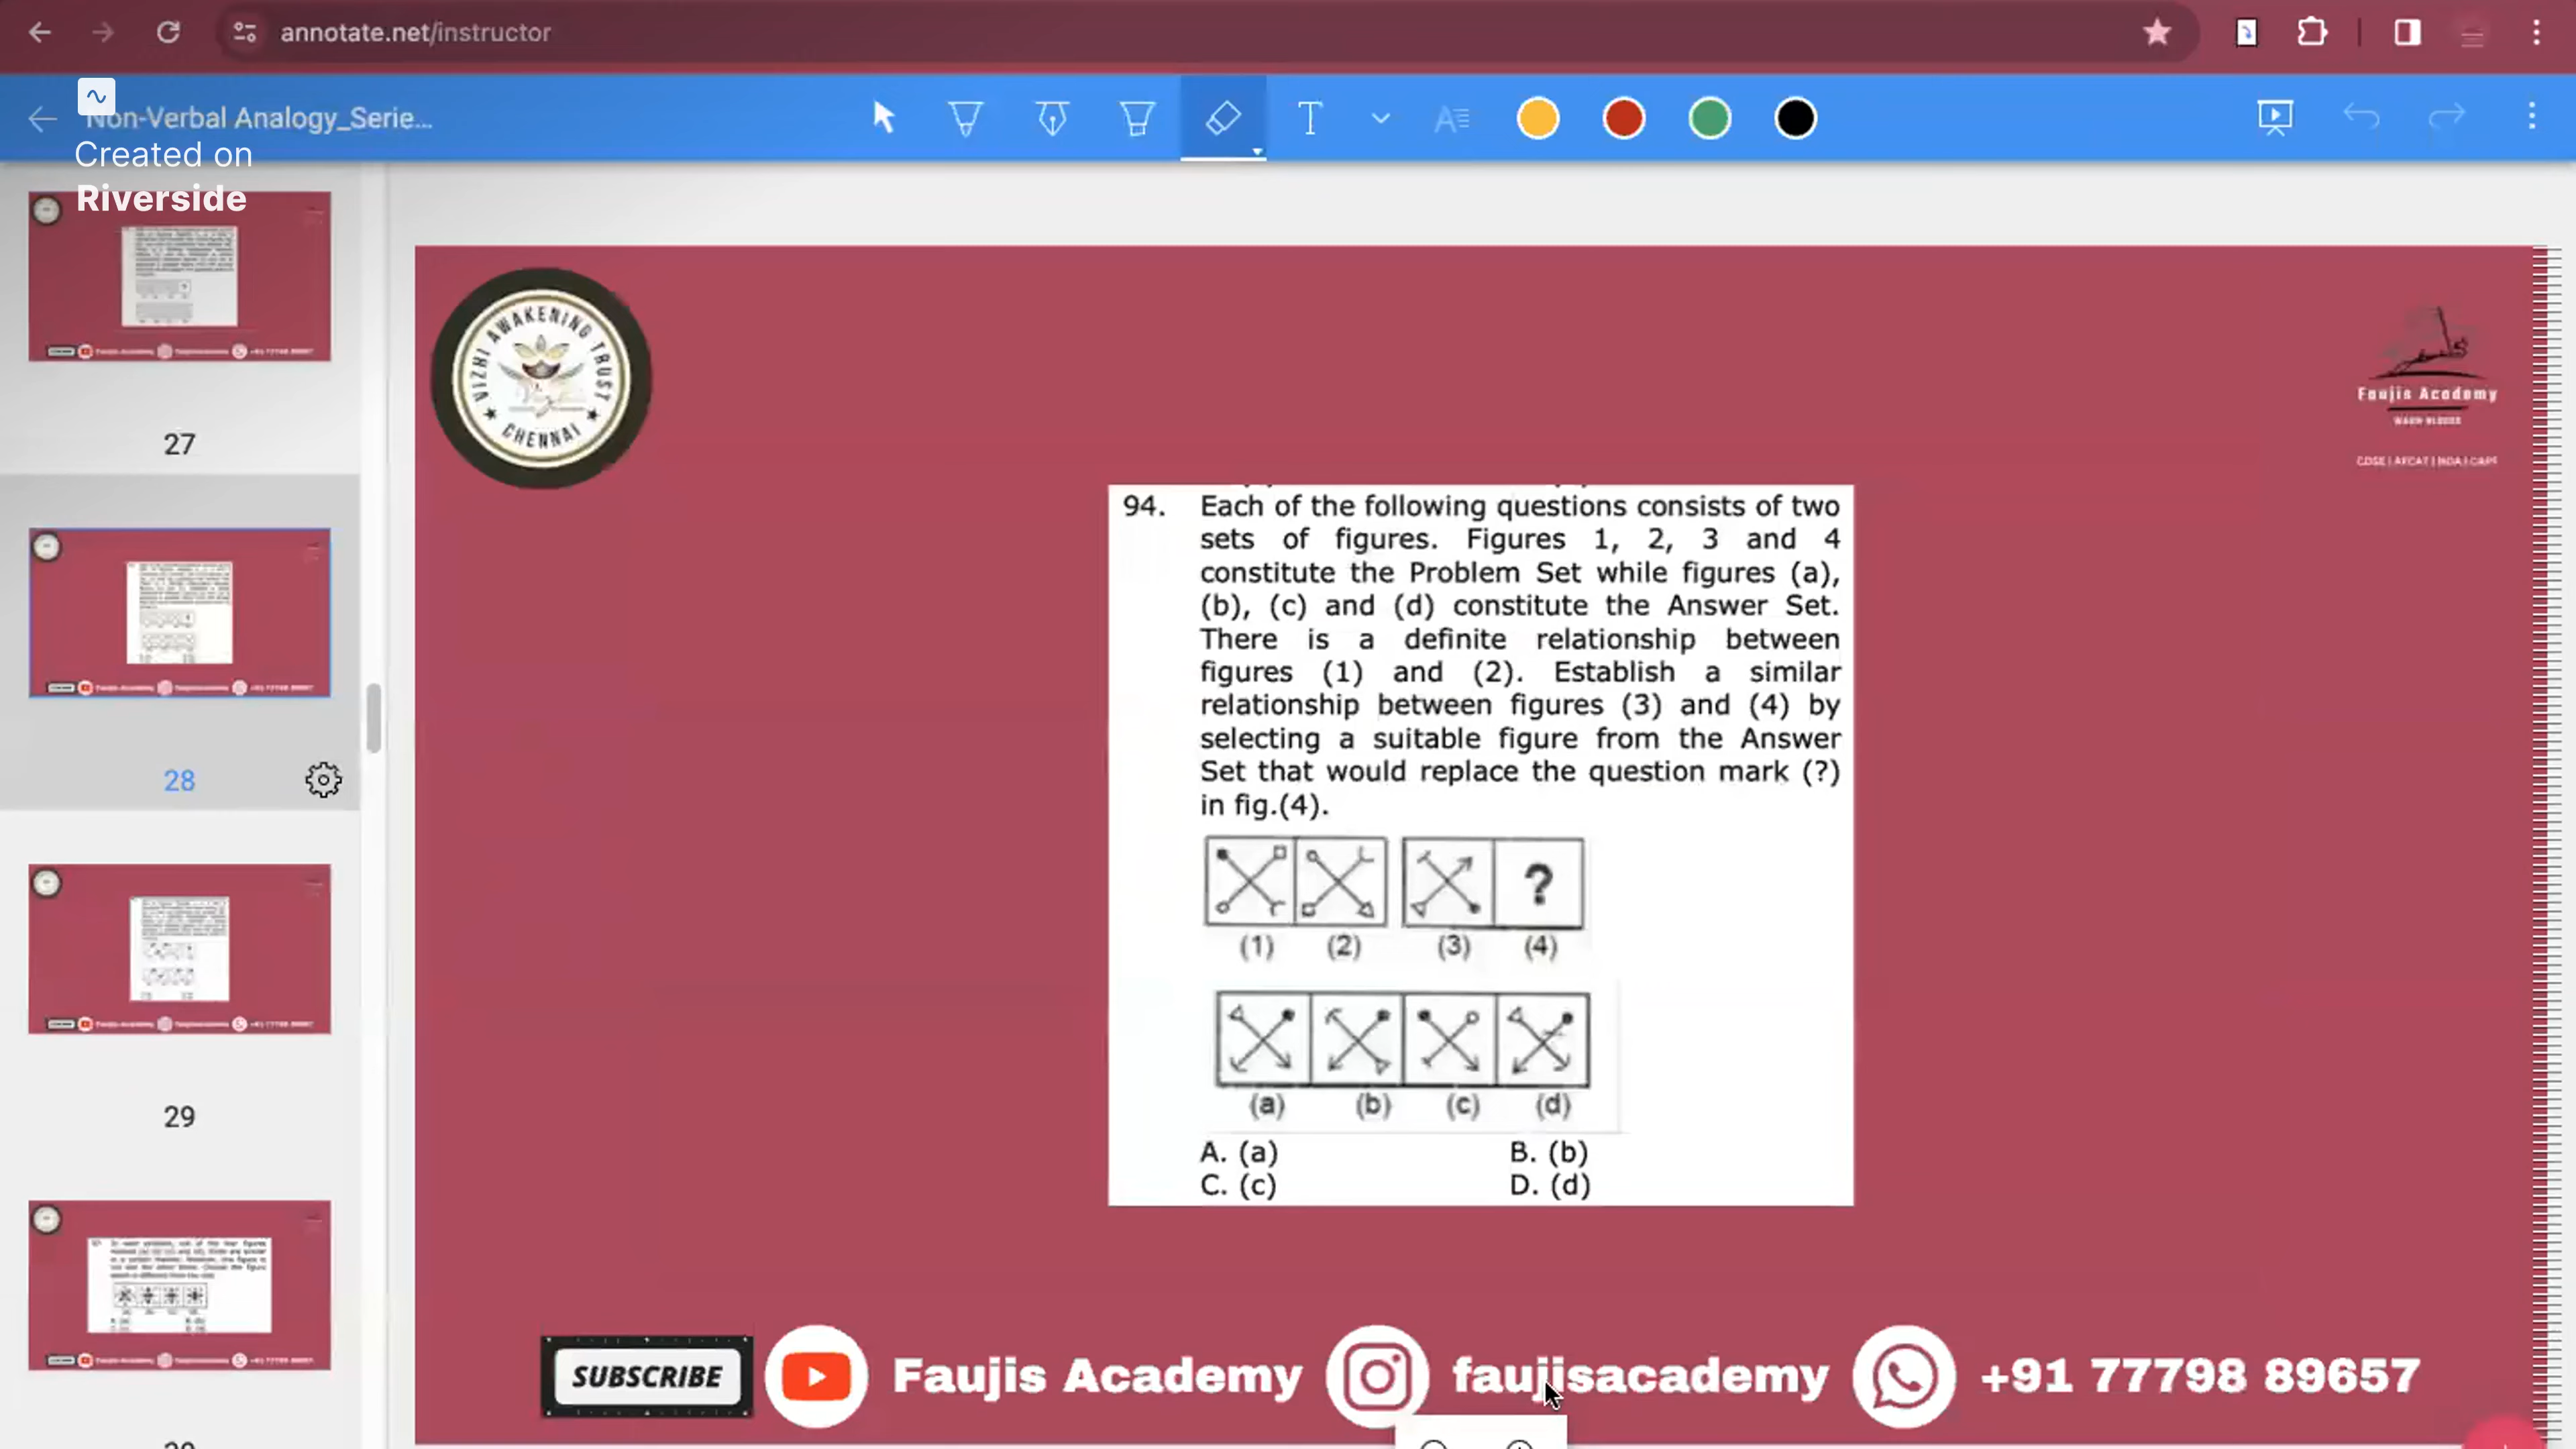 annotate.net/instructor
Non-Verbal Analogy_Serie...
Created on
Riverside
VIZHI AWAKENING TRUST
CHENNAI
Faujis Academy
94. Each of the following questions consists of two
sets of figures. Figures 1, 2, 3 and 4
constitute the Problem Set while figures (a),
(b), (c) and (d) constitute the Answer Set.
There is a definite relationship between
figures (1) and (2). Establish a similar
relationship between figures (3) and (4) by
selecting a suitable figure from the Answer
Set that would replace the question mark (?)
in fig.(4).
?
(1) (2) (3) (4)
(a) (b) (c) (d)
A. (a) B. (b)
C. (c) D. (d)
27
28
29
SUBSCRIBE Faujis Academy faujisacademy +91 77798 89657